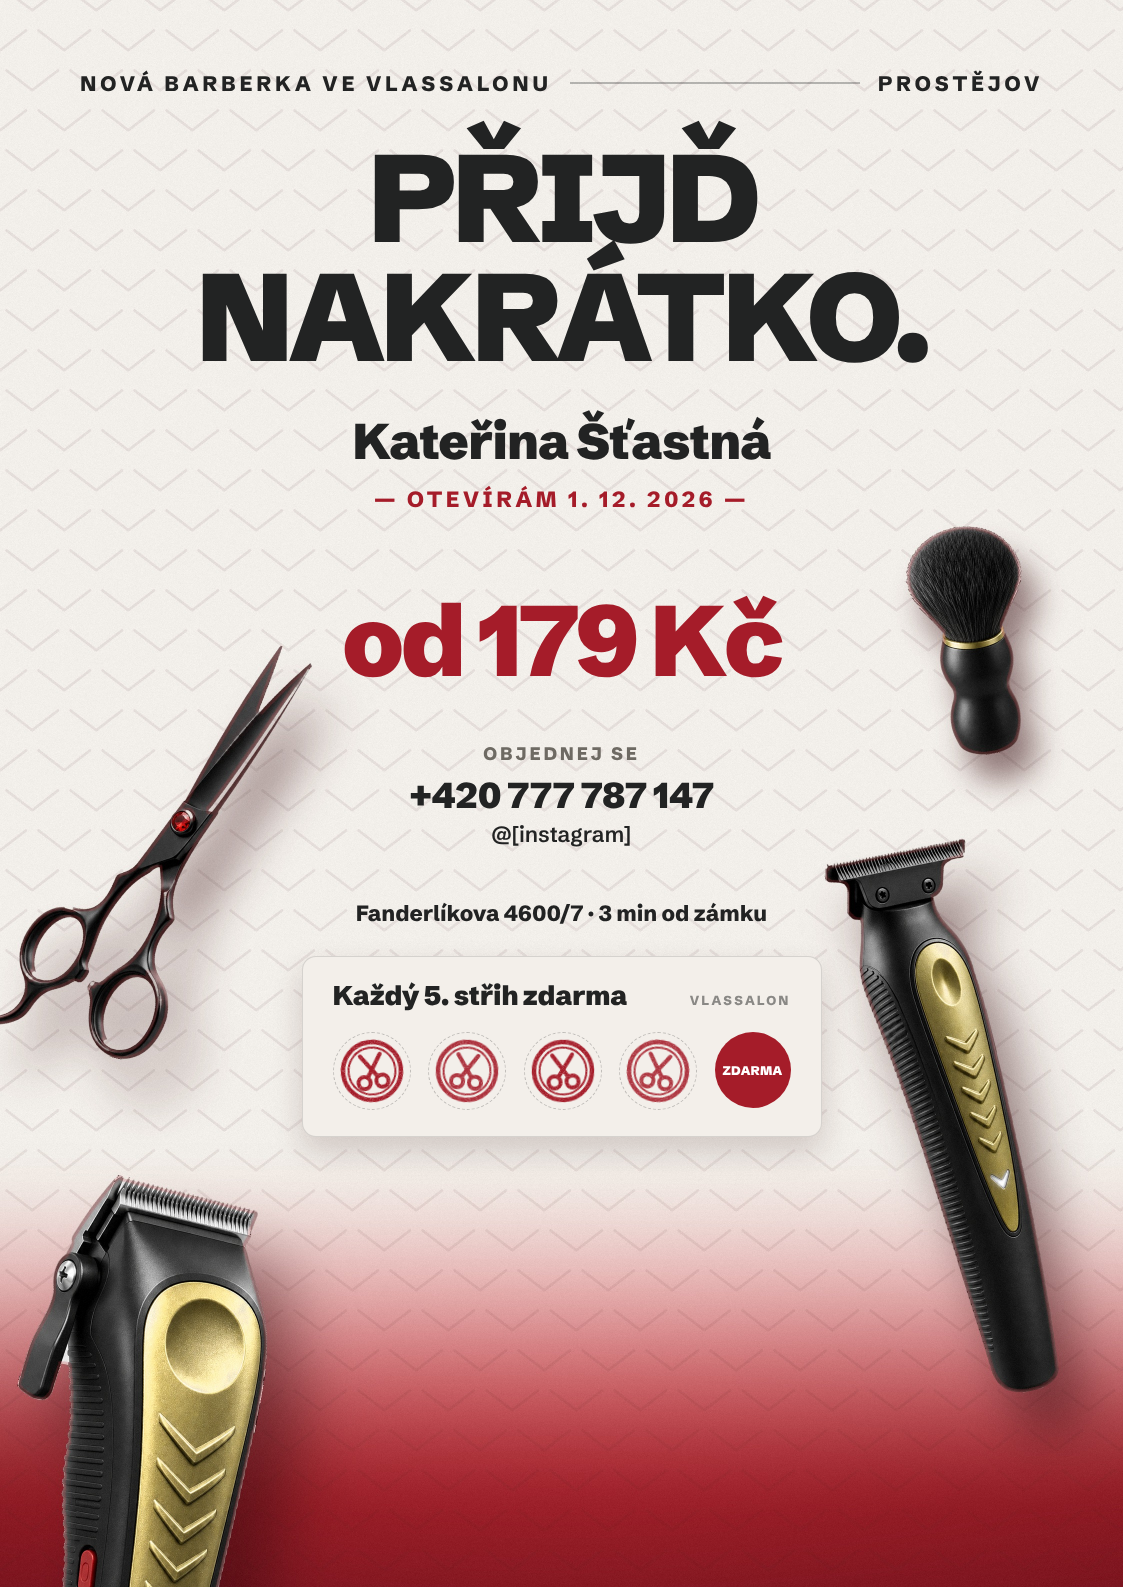 NOVÁ BARBERKA VE VLASSALONU PROSTĚJOV
PŘIJĎ
NAKRÁTKO.
Kateřina Šťastná
— OTEVÍRÁM 1. 12. 2026 —
od 179 Kč
OBJEDNEJ SE
+420 777 787 147
@[instagram]
Fanderlíkova 4600/7 · 3 min od zámku
Každý 5. střih zdarma VLASSALON
ZDARMA